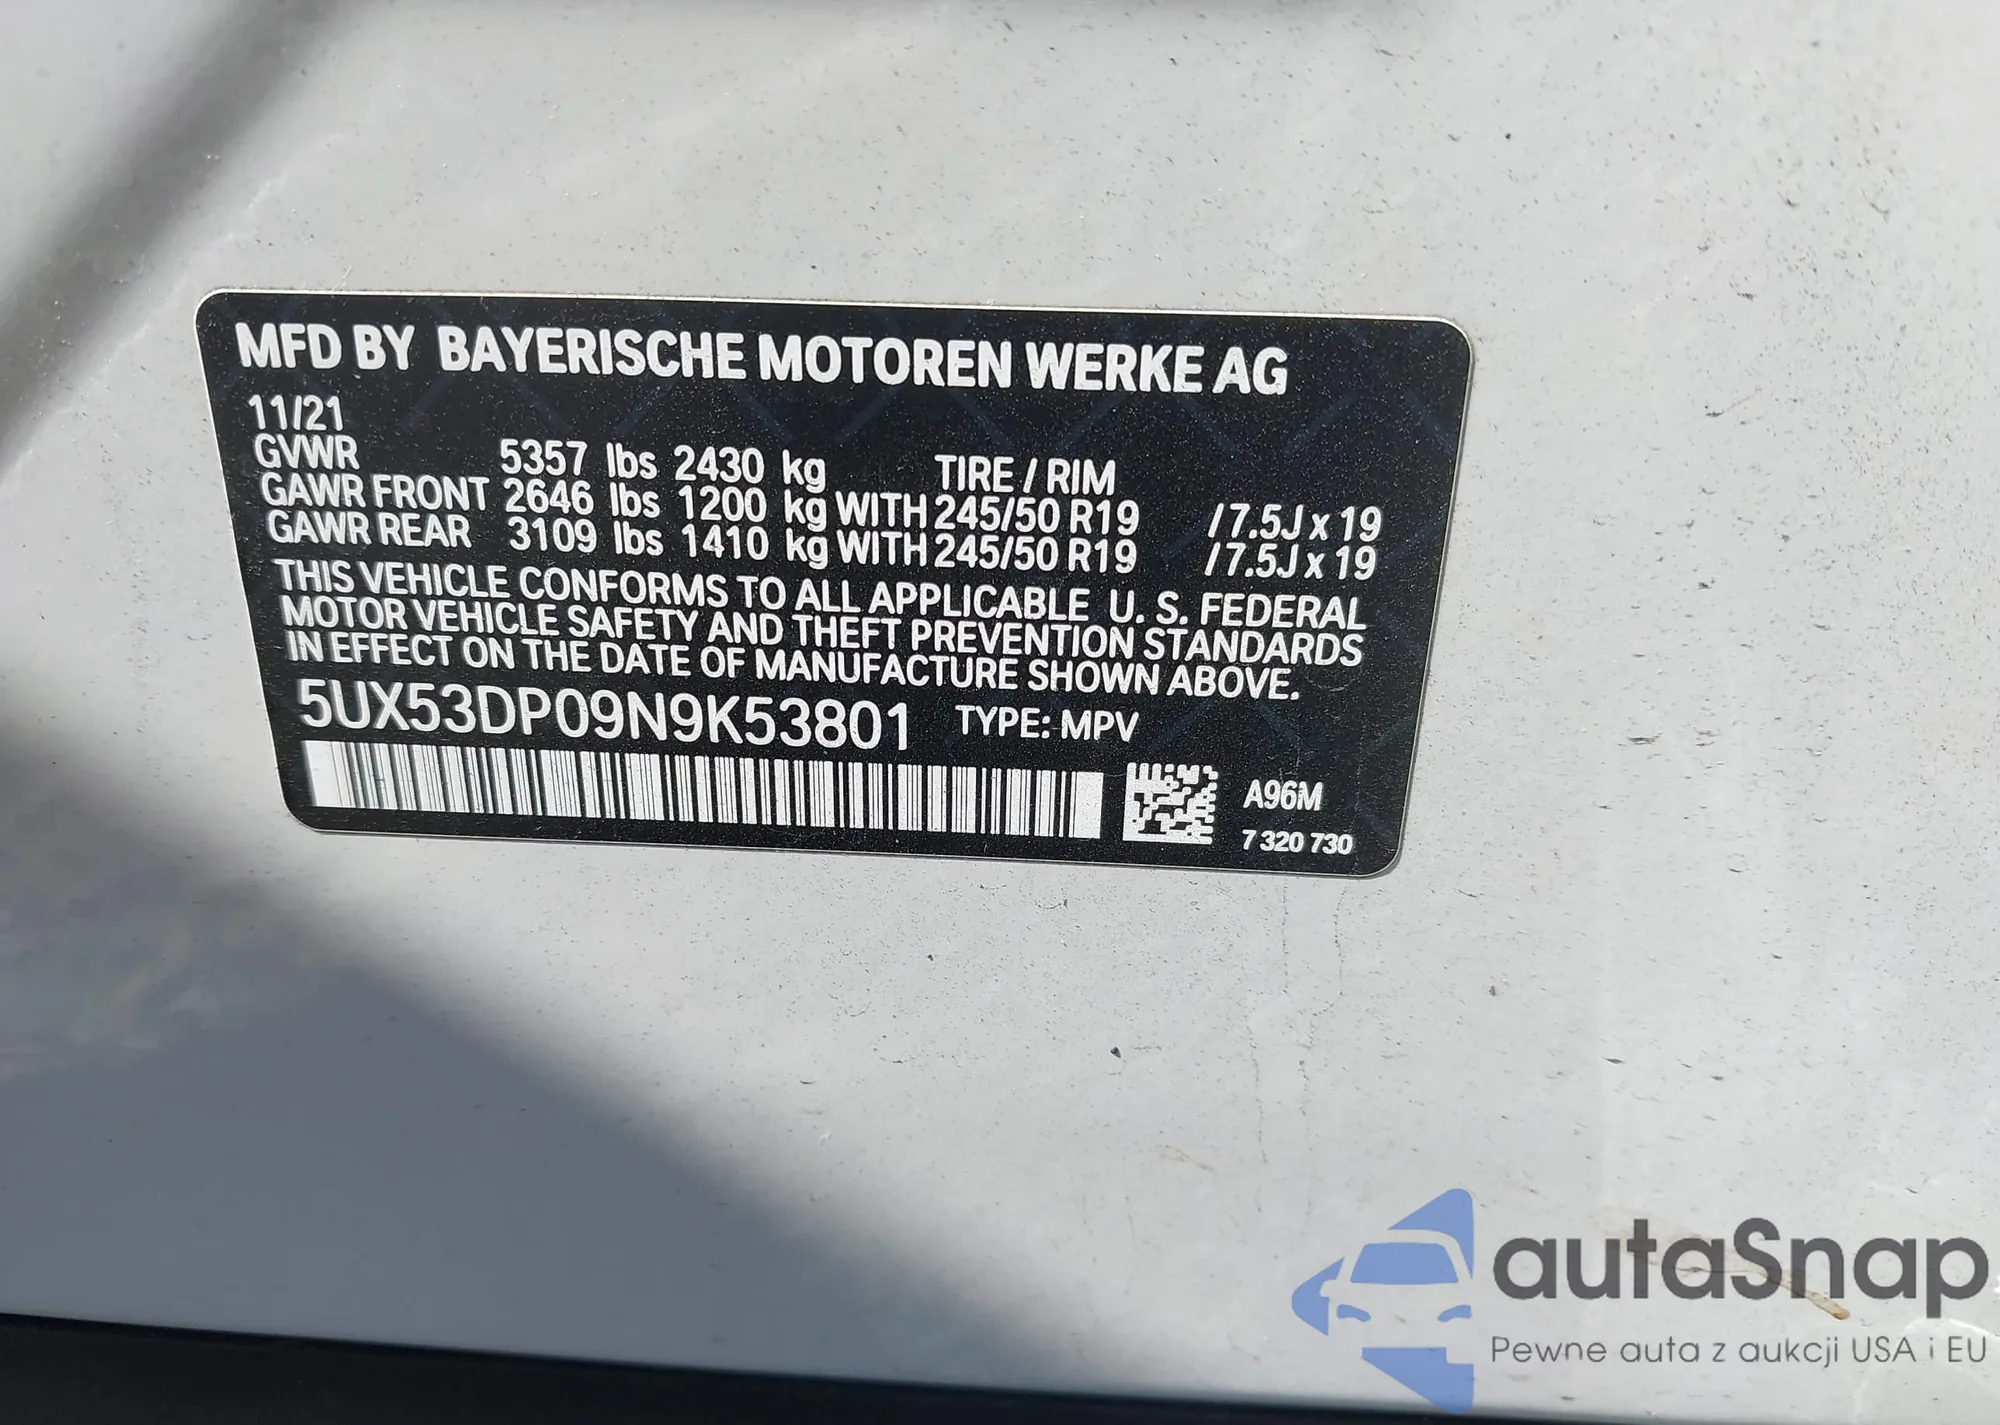 MFD BY BAYERISCHE MOTOREN WERKE AG
11/21
GVWR 5357 lbs 2430 kg TIRE / RIM
GAWR FRONT 2646 lbs 1200 kg WITH 245/50 R19 /7.5J x 19
GAWR REAR 3109 lbs 1410 kg WITH 245/50 R19 /7.5J x 19
THIS VEHICLE CONFORMS TO ALL APPLICABLE U. S. FEDERAL
MOTOR VEHICLE SAFETY AND THEFT PREVENTION STANDARDS
IN EFFECT ON THE DATE OF MANUFACTURE SHOWN ABOVE.
5UX53DP09N9K53801 TYPE: MPV
A96M
7 320 730
autaSnap
Pewne auta z aukcji USA i EU